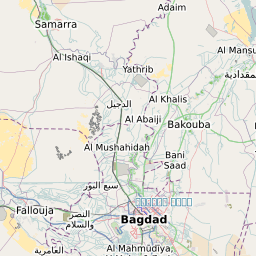 Adaim
Samarra
Al Mansu
Al Ishaqi
Yathrib
المقدادية
الدجيل
Al Khalis
Al Abaiji
Bakouba
Al Mushahidah
Bani
Saad
سبع البور
Fallouja
النصر
والسلام
Bagdad
العامرية
Al Mahmūdīya,